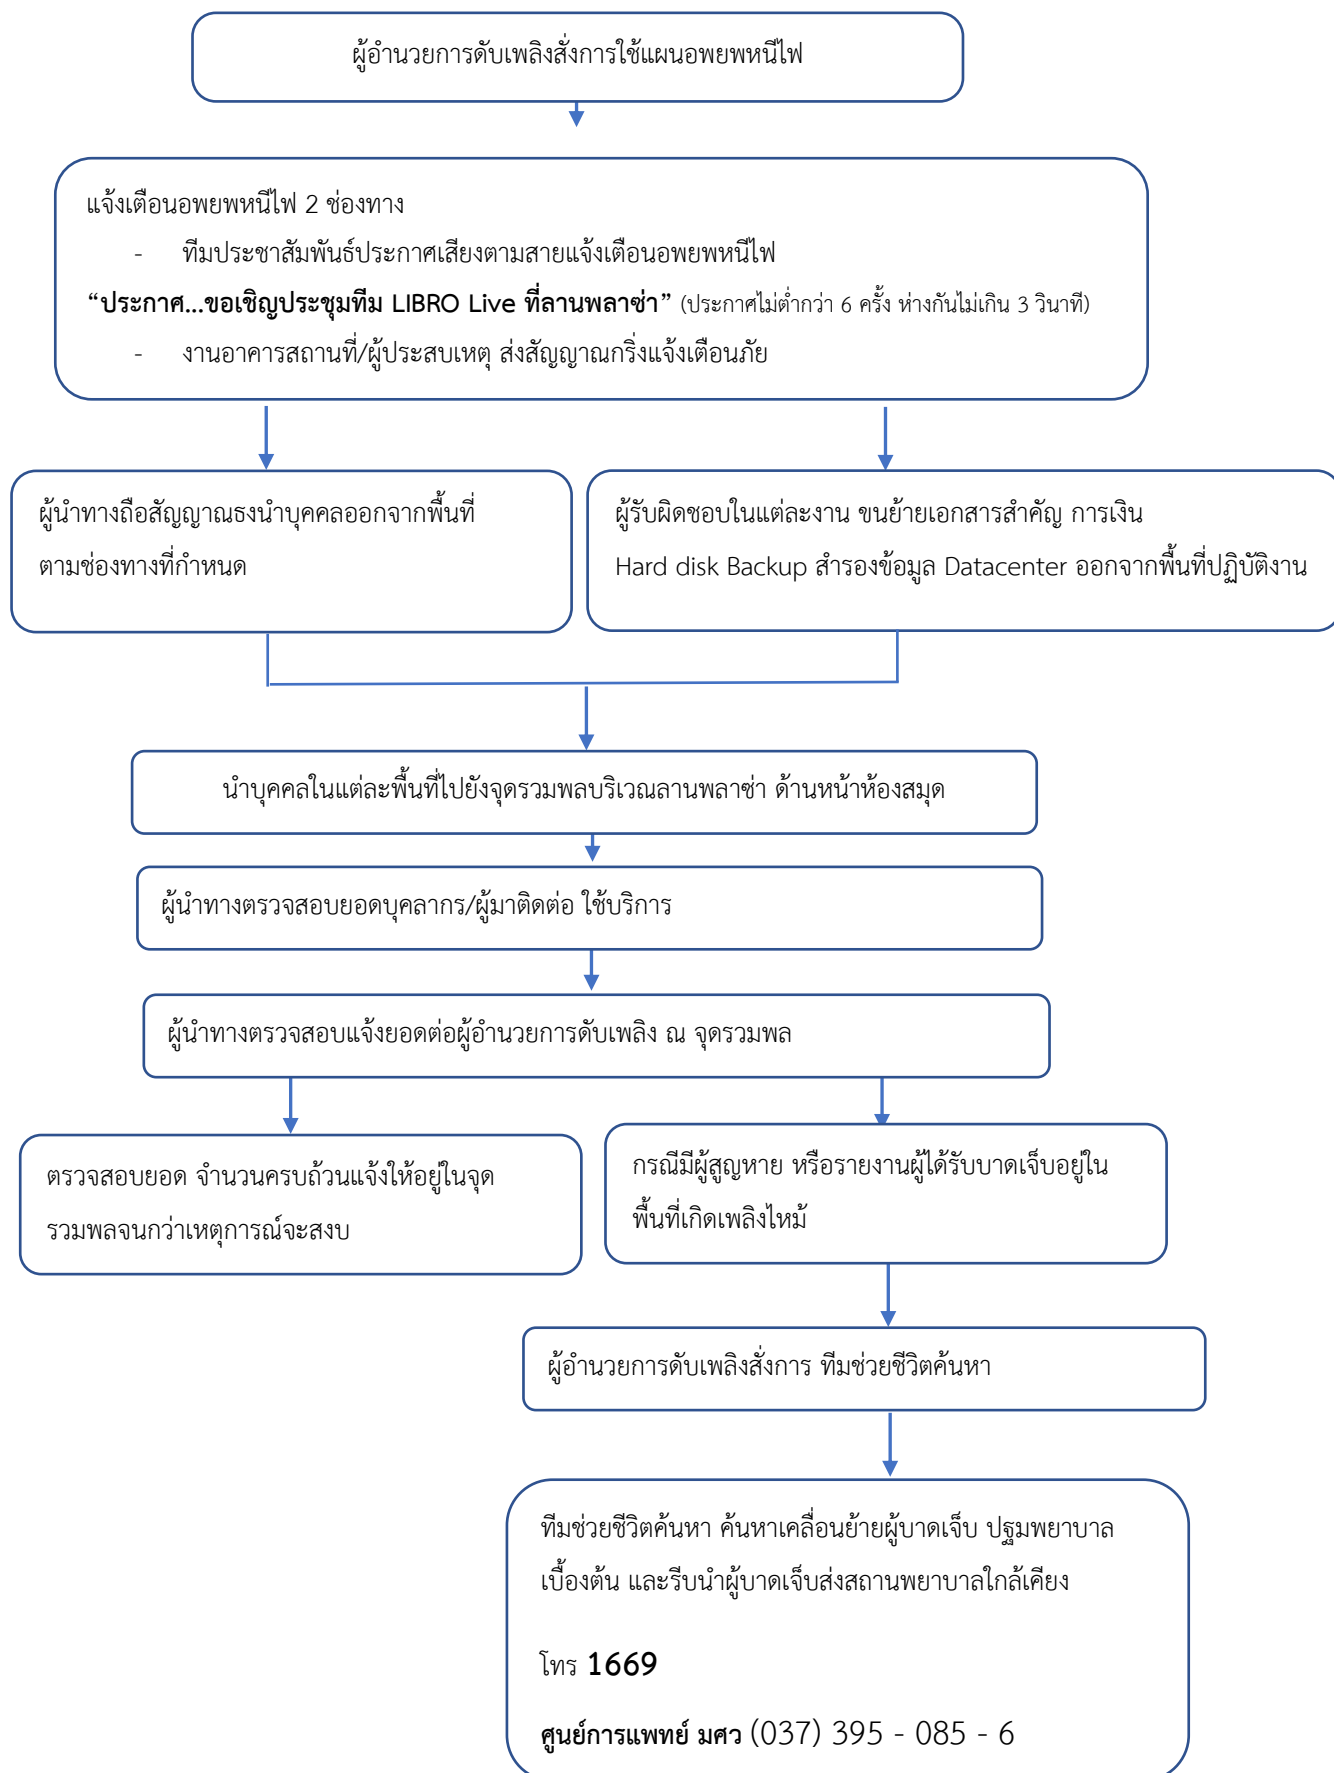 ผู้อำนวยการดับเพลิงสั่งการใช้แผนอพยพหนีไฟ
แจ้งเตือนอพยพหนีไฟ 2 ช่องทาง
- ทีมประชาสัมพันธ์ประกาศเสียงตามสายแจ้งเตือนอพยพหนีไฟ
“ประกาศ...ขอเชิญประชุมทีม LIBRO Live ที่ลานพลาซ่า” (ประกาศไม่ต่ำกว่า 6 ครั้ง ห่างกันไม่เกิน 3 วินาที)
- งานอาคารสถานที่/ผู้ประสบเหตุ ส่งสัญญาณกริ่งแจ้งเตือนภัย
ผู้นำทางถือสัญญาณธงนำบุคคลออกจากพื้นที่
ตามช่องทางที่กำหนด
ผู้รับผิดชอบในแต่ละงาน ขนย้ายเอกสารสำคัญ การเงิน
Hard disk Backup สำรองข้อมูล Datacenter ออกจากพื้นที่ปฏิบัติงาน
นำบุคคลในแต่ละพื้นที่ไปยังจุดรวมพลบริเวณลานพลาซ่า ด้านหน้าห้องสมุด
ผู้นำทางตรวจสอบยอดบุคลากร/ผู้มาติดต่อ ใช้บริการ
ผู้นำทางตรวจสอบแจ้งยอดต่อผู้อำนวยการดับเพลิง ณ จุดรวมพล
ตรวจสอบยอด จำนวนครบถ้วนแจ้งให้อยู่ในจุด
รวมพลจนกว่าเหตุการณ์จะสงบ
กรณีมีผู้สูญหาย หรือรายงานผู้ได้รับบาดเจ็บอยู่ใน
พื้นที่เกิดเพลิงไหม้
ผู้อำนวยการดับเพลิงสั่งการ ทีมช่วยชีวิตค้นหา
ทีมช่วยชีวิตค้นหา ค้นหาเคลื่อนย้ายผู้บาดเจ็บ ปฐมพยาบาล
เบื้องต้น และรีบนำผู้บาดเจ็บส่งสถานพยาบาลใกล้เคียง
โทร 1669
ศูนย์การแพทย์ มศว (037) 395 - 085 - 6